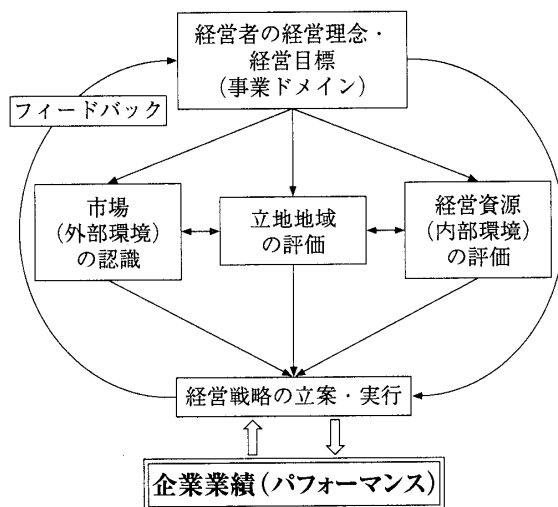 経営者の経営理念・
経営目標
(事業ドメイン)
フィードバック
市場
(外部環境)
の認識
立地地域
の評価
経営資源
(内部環境)
の評価
経営戦略の立案・実行
企業業績(パフォーマンス)